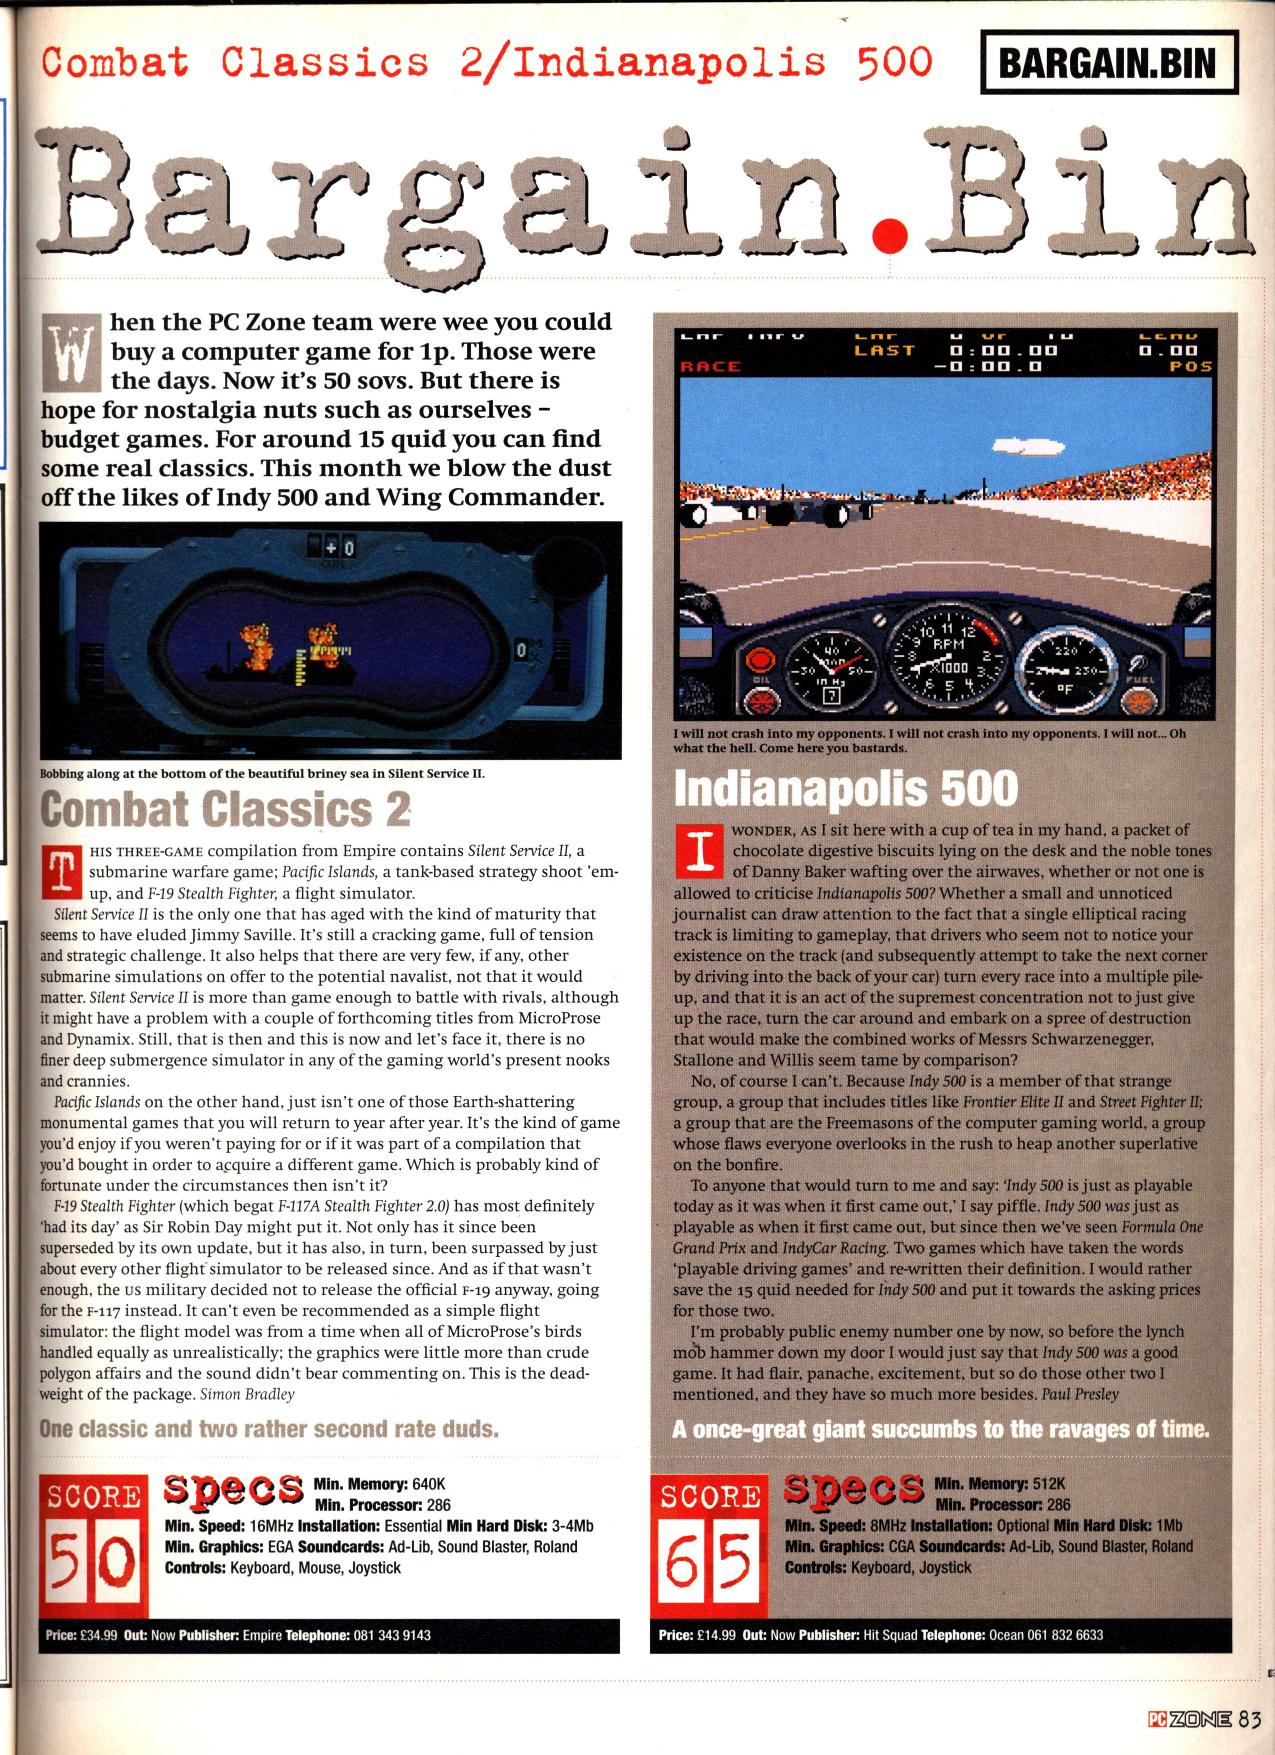 Combat Classics 2/Indianapolis 500
BARGAIN.BIN
Bargain.Bin
When the PC Zone team were wee you could
buy a computer game for 1p. Those were
the days. Now it's 50 sovs. But there is
hope for nostalgia nuts such as ourselves –
budget games. For around 15 quid you can find
some real classics. This month we blow the dust
off the likes of Indy 500 and Wing Commander.
+0
0
Bobbing along at the bottom of the beautiful briney sea in Silent Service II.
Combat Classics 2
THIS THREE-GAME compilation from Empire contains Silent Service II, a
submarine warfare game; Pacific Islands, a tank-based strategy shoot 'em-
up, and F-19 Stealth Fighter, a flight simulator.
Silent Service II is the only one that has aged with the kind of maturity that
seems to have eluded Jimmy Saville. It's still a cracking game, full of tension
and strategic challenge. It also helps that there are very few, if any, other
submarine simulations on offer to the potential navalist, not that it would
matter. Silent Service II is more than game enough to battle with rivals, although
it might have a problem with a couple of forthcoming titles from MicroProse
and Dynamix. Still, that is then and this is now and let's face it, there is no
finer deep submergence simulator in any of the gaming world's present nooks
and crannies.
Pacific Islands on the other hand, just isn't one of those Earth-shattering
monumental games that you will return to year after year. It's the kind of game
you'd enjoy if you weren't paying for or if it was part of a compilation that
you'd bought in order to acquire a different game. Which is probably kind of
fortunate under the circumstances then isn't it?
F-19 Stealth Fighter (which begat F-117A Stealth Fighter 2.0) has most definitely
'had its day' as Sir Robin Day might put it. Not only has it since been
superseded by its own update, but it has also, in turn, been surpassed by just
about every other flight simulator to be released since. And as if that wasn't
enough, the US military decided not to release the official F-19 anyway, going
for the F-117 instead. It can't even be recommended as a simple flight
simulator: the flight model was from a time when all of MicroProse's birds
handled equally as unrealistically; the graphics were little more than crude
polygon affairs and the sound didn't bear commenting on. This is the dead-
weight of the package. Simon Bradley
One classic and two rather second rate duds.
SCORE
50
specs
Min. Memory: 640K
Min. Processor: 286
Min. Speed: 16MHz Installation: Essential Min Hard Disk: 3-4Mb
Min. Graphics: EGA Soundcards: Ad-Lib, Sound Blaster, Roland
Controls: Keyboard, Mouse, Joystick
Price: £34.99 Out: Now Publisher: Empire Telephone: 081 343 9143
LAST 0:00.00 0.00
RACE -0:00.0 POS
10 11 12
RPM
X1000
40
30 50
IN Hg
7
9 8 6 5 4 3 2
220
230
°F
OIL
FUEL
I will not crash into my opponents. I will not crash into my opponents. I will not... Oh
what the hell. Come here you bastards.
Indianapolis 500
I WONDER, AS I sit here with a cup of tea in my hand, a packet of
chocolate digestive biscuits lying on the desk and the noble tones
of Danny Baker wafting over the airwaves, whether or not one is
allowed to criticise Indianapolis 500? Whether a small and unnoticed
journalist can draw attention to the fact that a single elliptical racing
track is limiting to gameplay, that drivers who seem not to notice your
existence on the track (and subsequently attempt to take the next corner
by driving into the back of your car) turn every race into a multiple pile-
up, and that it is an act of the supremest concentration not to just give
up the race, turn the car around and embark on a spree of destruction
that would make the combined works of Messrs Schwarzenegger,
Stallone and Willis seem tame by comparison?
No, of course I can't. Because Indy 500 is a member of that strange
group, a group that includes titles like Frontier Elite II and Street Fighter II;
a group that are the Freemasons of the computer gaming world, a group
whose flaws everyone overlooks in the rush to heap another superlative
on the bonfire.
To anyone that would turn to me and say: 'Indy 500 is just as playable
today as it was when it first came out,' I say piffle. Indy 500 was just as
playable as when it first came out, but since then we've seen Formula One
Grand Prix and IndyCar Racing. Two games which have taken the words
'playable driving games' and re-written their definition. I would rather
save the 15 quid needed for Indy 500 and put it towards the asking prices
for those two.
I'm probably public enemy number one by now, so before the lynch
mob hammer down my door I would just say that Indy 500 was a good
game. It had flair, panache, excitement, but so do those other two I
mentioned, and they have so much more besides. Paul Presley
A once-great giant succumbs to the ravages of time.
SCORE
65
specs
Min. Memory: 512K
Min. Processor: 286
Min. Speed: 8MHz Installation: Optional Min Hard Disk: 1Mb
Min. Graphics: CGA Soundcards: Ad-Lib, Sound Blaster, Roland
Controls: Keyboard, Joystick
Price: £14.99 Out: Now Publisher: Hit Squad Telephone: Ocean 061 832 6633
PC ZONE 83